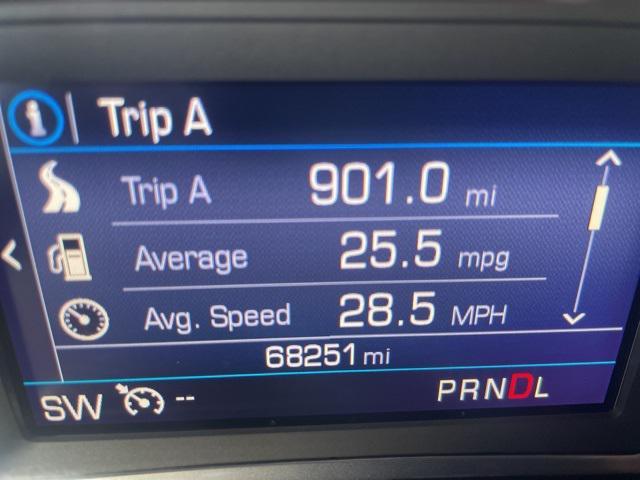 i Trip A
Trip A 901.0 mi
Average 25.5 mpg
Avg. Speed 28.5 MPH
68251 mi
SW -- PRNDL